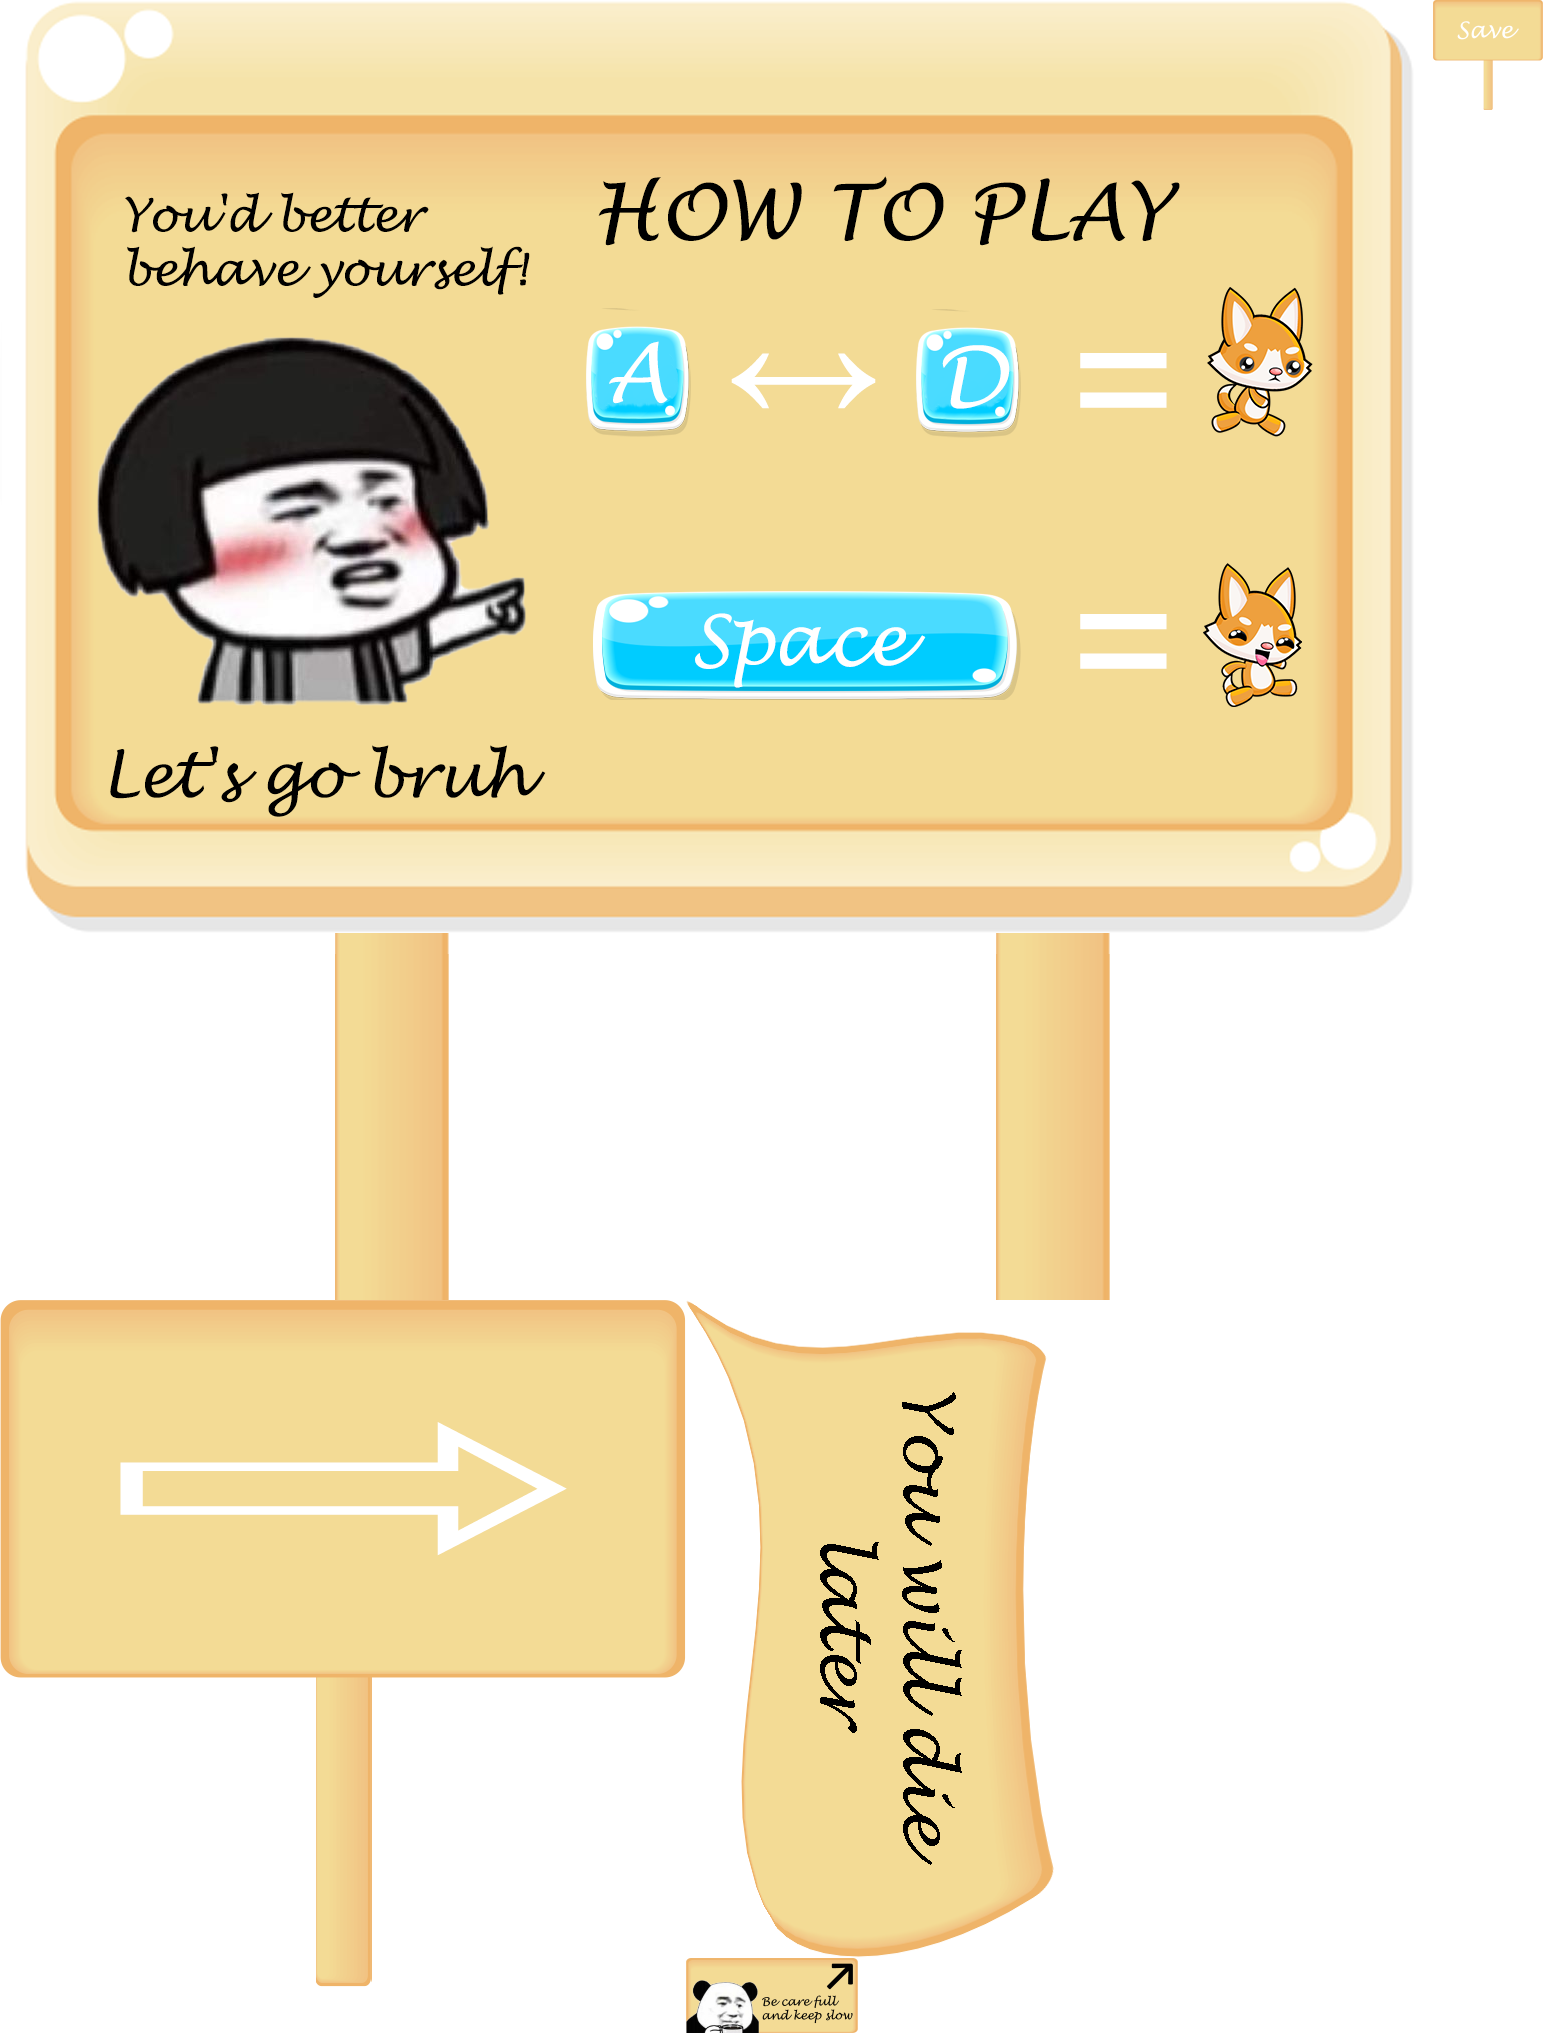 Save
You'd better
behave yourself!
HOW TO PLAY
A ↔ D =
Space =
Let's go bruh
You will die
later
Be care full
and keep slow